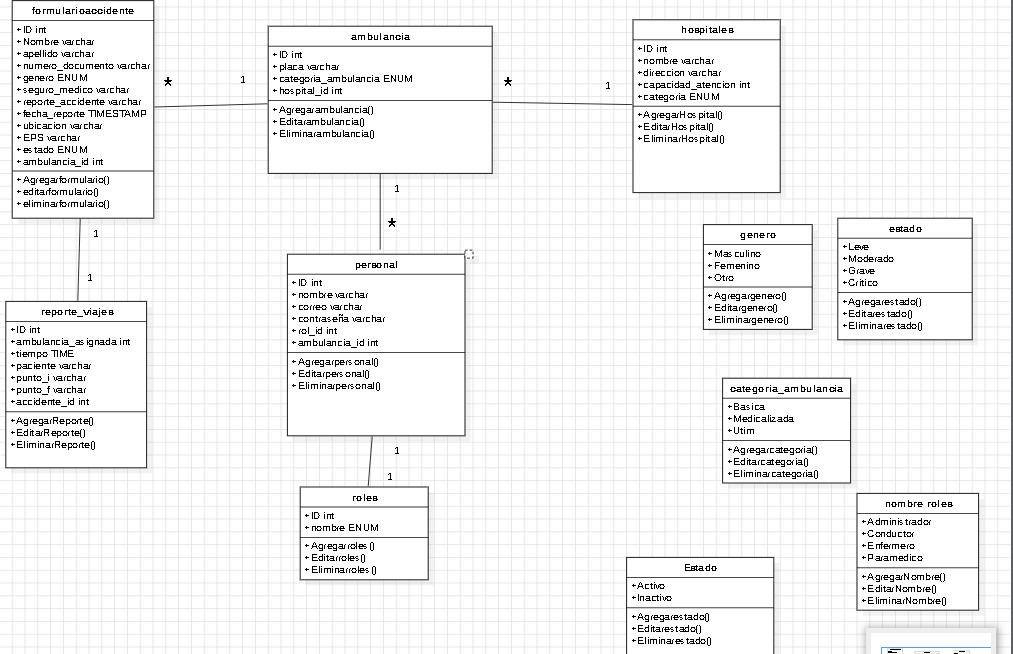 formularioaccidente
+ID int
+Nombre varchar
+apellido varchar
+numero_documento varchar
+genero ENUM
+seguro_medico varchar
+reporte_accidente varchar
+fecha_reporte TIMESTAMP
+ubicacion varchar
+EPS varchar
+estado ENUM
+ambulancia_id int
+Agregarformulario()
+editarformulario()
+eliminarformulario()
*
1
ambulancia
+ID int
+placa varchar
+categoria_ambulancia ENUM
+hospital_id int
+Agregarambulancia()
+Editarambulancia()
+Eliminarambulancia()
*
1
hospitales
+ID int
+nombre varchar
+direccion varchar
+capacidad_atencion int
+categoria ENUM
+AgregarHospital()
+EditarHospital()
+EliminarHospital()
1
*
1
1
personal
+ID int
+nombre varchar
+correo varchar
+contraseña varchar
+rol_id int
+ambulancia_id int
+Agregarpersonal()
+Editarpersonal()
+Eliminarpersonal()
genero
+Masculino
+Femenino
+Otro
+Agregargenero()
+Editargenero()
+Eliminargenero()
estado
+Leve
+Moderado
+Grave
+Critico
+Agregarestado()
+Editarestado()
+Eliminarestado()
reporte_viajes
+ID int
+ambulancia_asignada int
+tiempo TIME
+paciente varchar
+punto_i varchar
+punto_f varchar
+accidente_id int
+AgregarReporte()
+EditarReporte()
+EliminarReporte()
1
1
roles
+ID int
+nombre ENUM
+Agregarroles()
+Editarroles()
+Eliminarroles()
categoria_ambulancia
+Basica
+Medicalizada
+Utim
+Agregarcategoria()
+Editarcategoria()
+Eliminarcategoria()
nombre roles
+Administrador
+Conductor
+Enfermero
+Paramedico
+AgregarNombre()
+EditarNombre()
+EliminarNombre()
Estado
+Activo
+Inactivo
+Agregarestado()
+Editarestado()
+Eliminarestado()